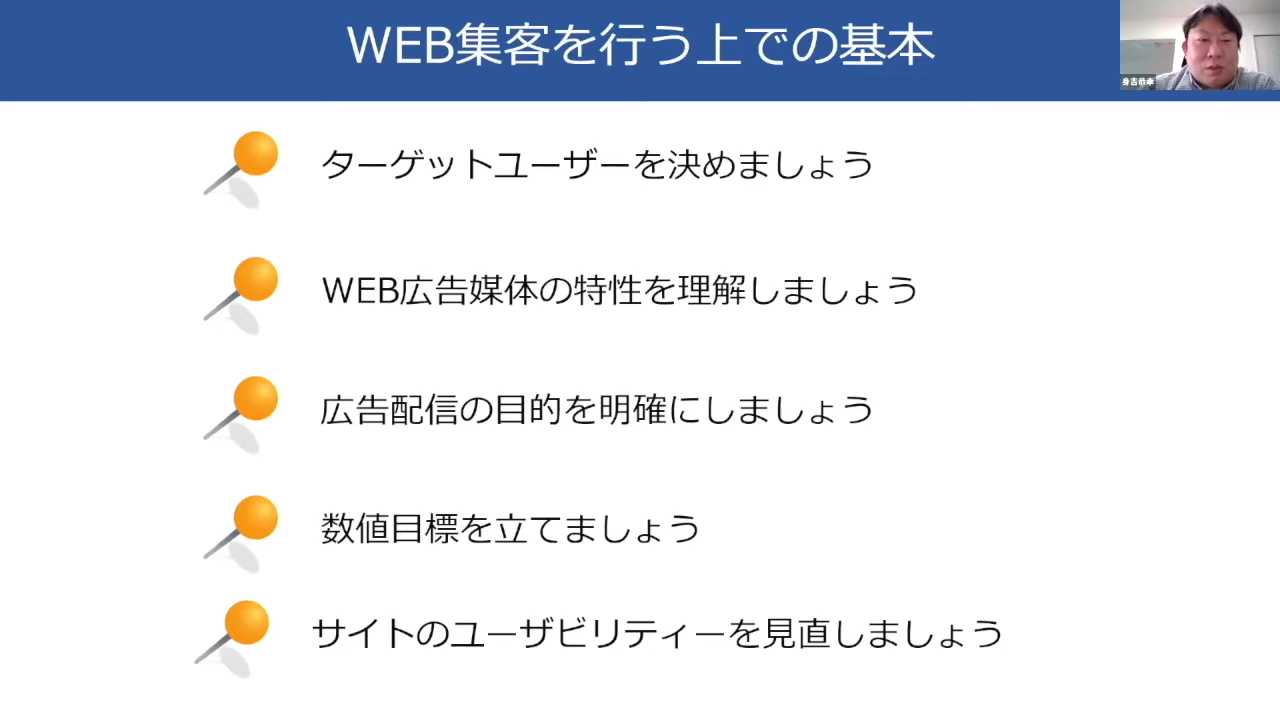 WEB集客を行う上での基本
身吉恭幸
ターゲットユーザーを決めましょう
WEB広告媒体の特性を理解しましょう
広告配信の目的を明確にしましょう
数値目標を立てましょう
サイトのユーザビリティーを見直しましょう